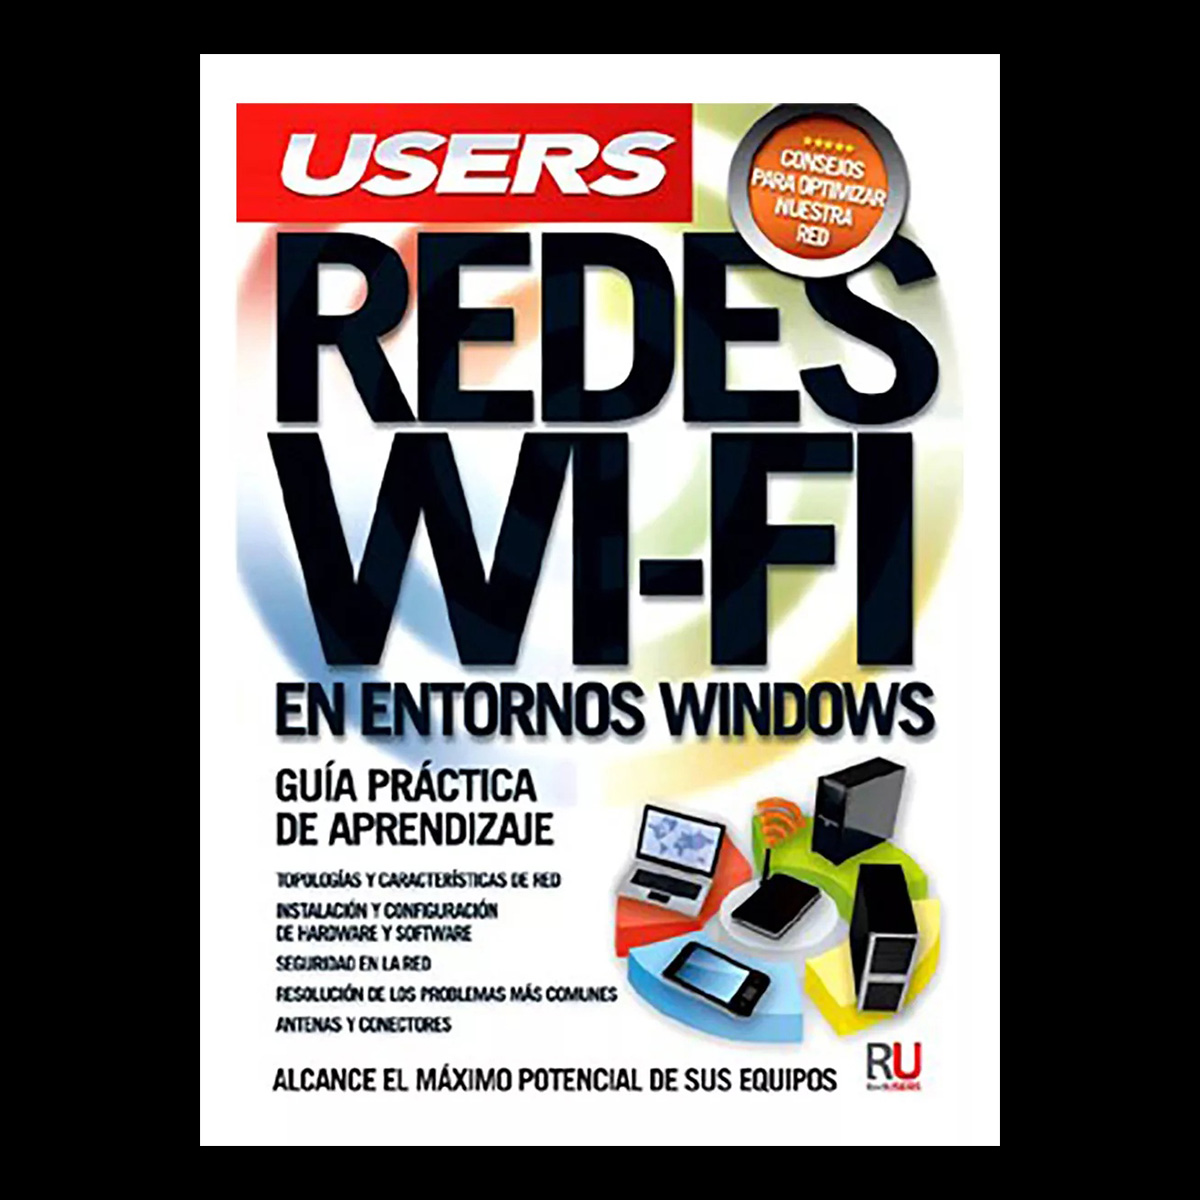 USERS
CONSEJOS
PARA OPTIMIZAR
NUESTRA
RED
REDES
WI-FI
EN ENTORNOS WINDOWS
GUÍA PRÁCTICA
DE APRENDIZAJE
TOPOLOGÍAS Y CARACTERÍSTICAS DE RED
INSTALACIÓN Y CONFIGURACIÓN
DE HARDWARE Y SOFTWARE
SEGURIDAD EN LA RED
RESOLUCIÓN DE LOS PROBLEMAS MÁS COMUNES
ANTENAS Y CONECTORES
ALCANCE EL MÁXIMO POTENCIAL DE SUS EQUIPOS
RU